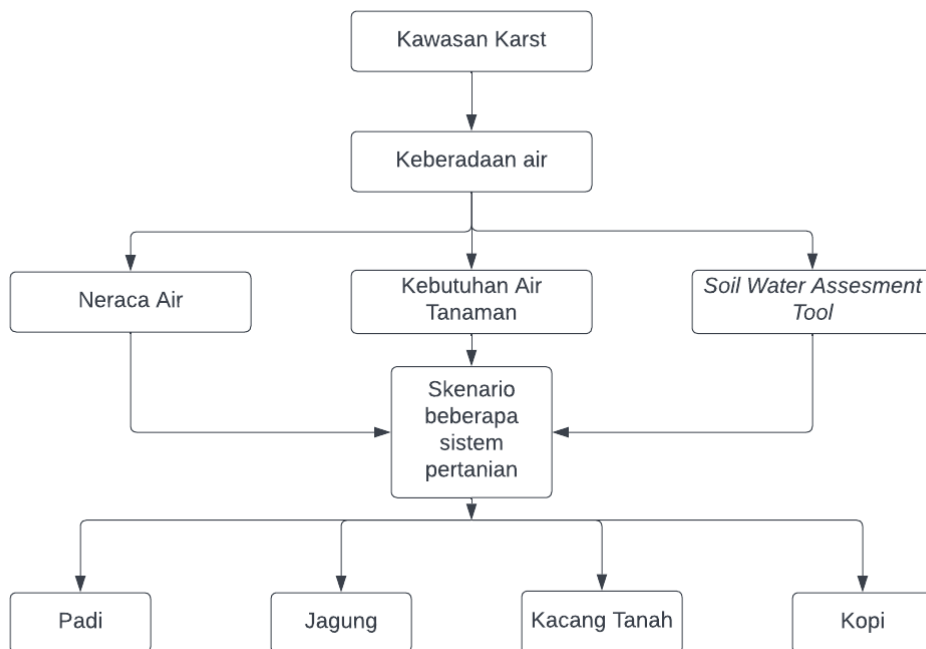 Kawasan Karst
Keberadaan air
Neraca Air
Kebutuhan Air
Tanaman
Soil Water Assesment
Tool
Skenario
beberapa
sistem
pertanian
Padi
Jagung
Kacang Tanah
Kopi